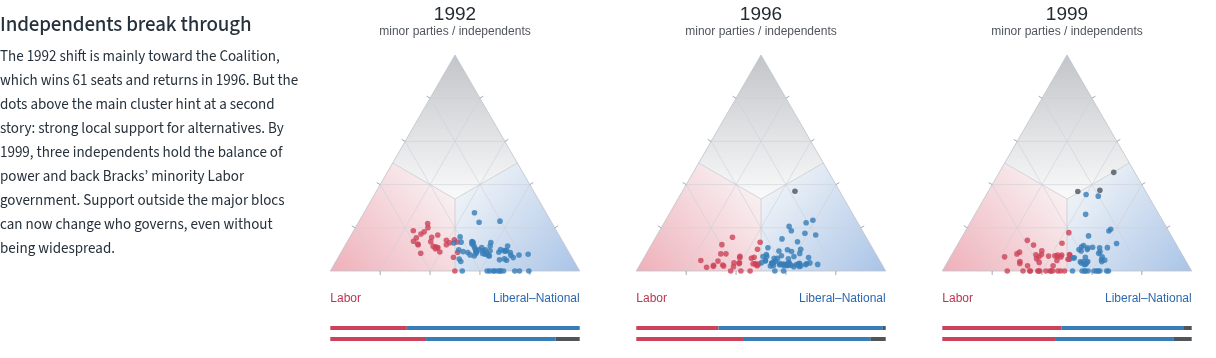 Independents break through
The 1992 shift is mainly toward the Coalition,
which wins 61 seats and returns in 1996. But the
dots above the main cluster hint at a second
story: strong local support for alternatives. By
1999, three independents hold the balance of
power and back Bracks’ minority Labor
government. Support outside the major blocs
can now change who governs, even without
being widespread.
1992
minor parties / independents
Labor
Liberal–National
1996
minor parties / independents
Labor
Liberal–National
1999
minor parties / independents
Labor
Liberal–National